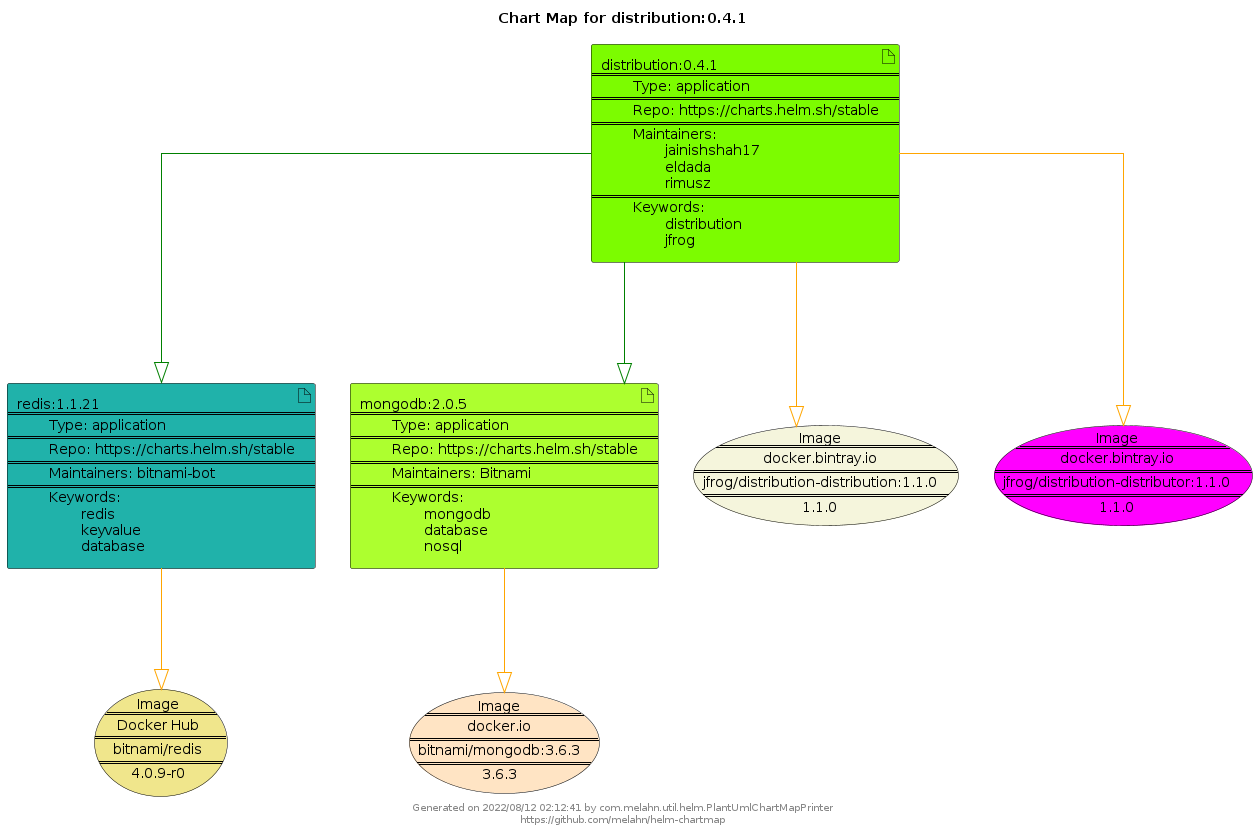 Chart Map for distribution:0.4.1
distribution:0.4.1
Type: application
Repo: https://charts.helm.sh/stable
Maintainers:
jainishshah17
eldada
rimusz
Keywords:
distribution
jfrog
redis:1.1.21
Type: application
Repo: https://charts.helm.sh/stable
Maintainers: bitnami-bot
Keywords:
redis
keyvalue
database
mongodb:2.0.5
Type: application
Repo: https://charts.helm.sh/stable
Maintainers: Bitnami
Keywords:
mongodb
database
nosql
Image
docker.bintray.io
jfrog/distribution-distribution:1.1.0
1.1.0
Image
docker.bintray.io
jfrog/distribution-distributor:1.1.0
1.1.0
Image
Docker Hub
bitnami/redis
4.0.9-r0
Image
docker.io
bitnami/mongodb:3.6.3
3.6.3
Generated on 2022/08/12 02:12:41 by com.melahn.util.helm.PlantUmlChartMapPrinter
https://github.com/melahn/helm-chartmap